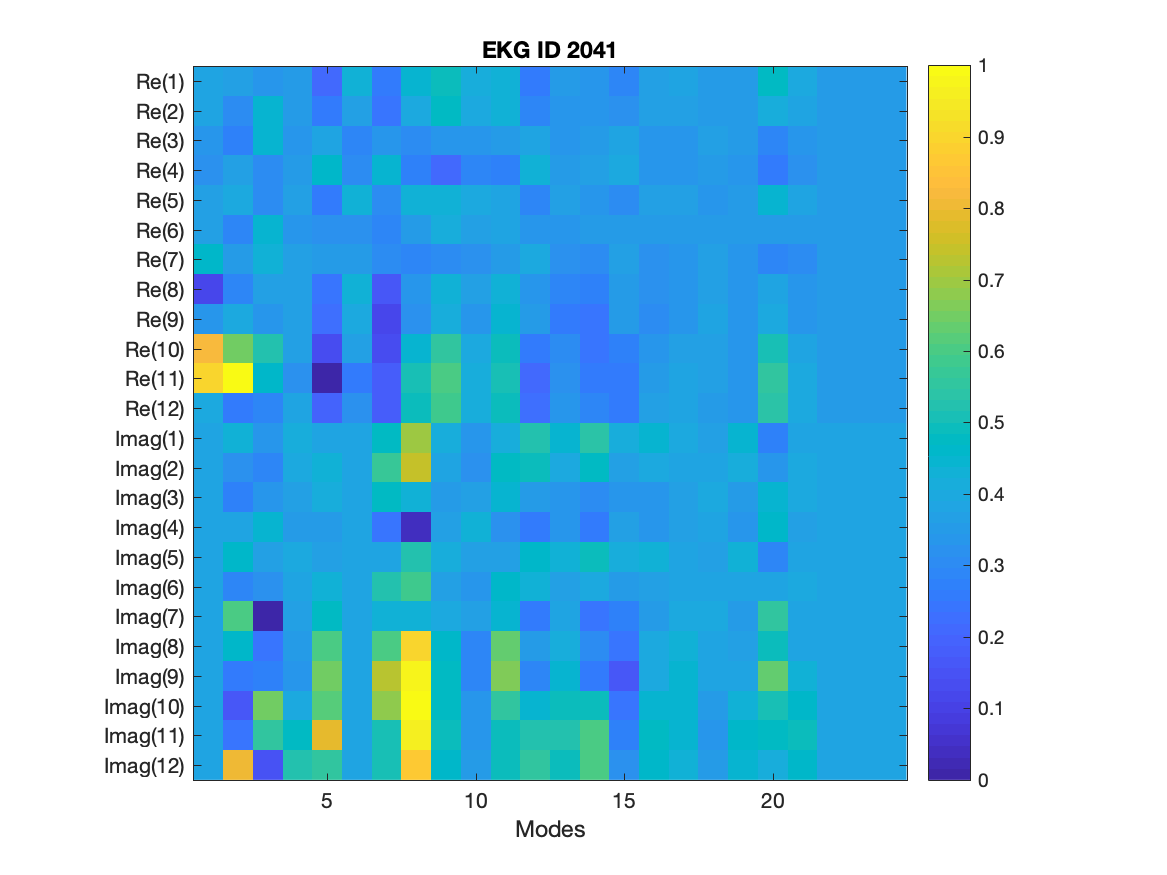 EKG ID 2041
Re(1)
Re(2)
Re(3)
Re(4)
Re(5)
Re(6)
Re(7)
Re(8)
Re(9)
Re(10)
Re(11)
Re(12)
Imag(1)
Imag(2)
Imag(3)
Imag(4)
Imag(5)
Imag(6)
Imag(7)
Imag(8)
Imag(9)
Imag(10)
Imag(11)
Imag(12)
5 10 15 20
Modes
1
0.9
0.8
0.7
0.6
0.5
0.4
0.3
0.2
0.1
0